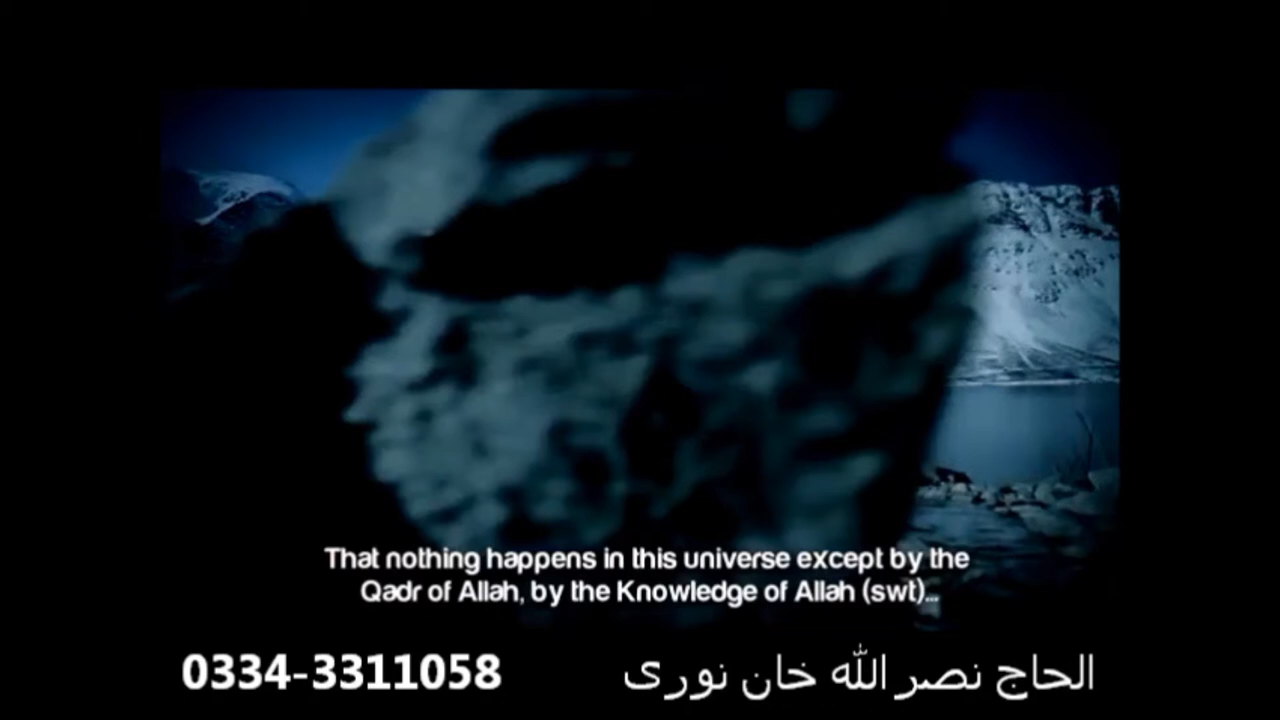 That nothing happens in this universe except by the
Qadr of Allah, by the Knowledge of Allah (swt)...
0334-3311058 الحاج نصر الله خان نوری